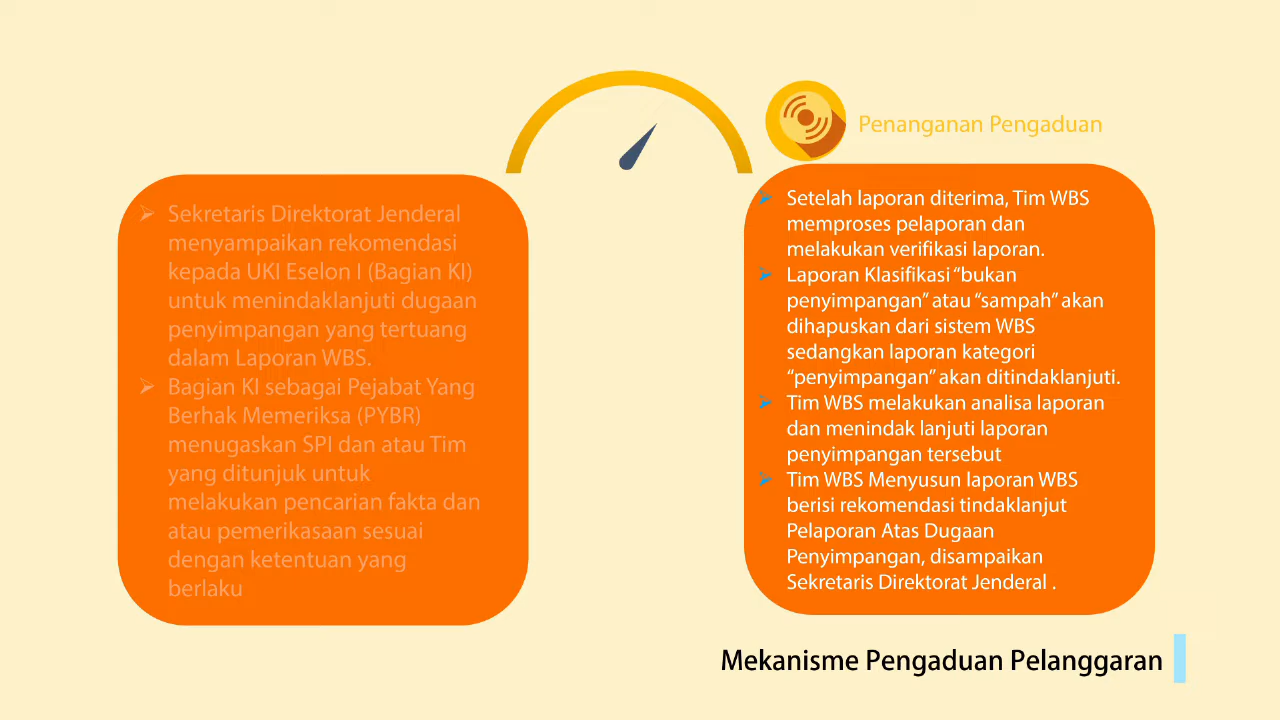 Penanganan Pengaduan
Sekretaris Direktorat Jenderal
menyampaikan rekomendasi
kepada UKI Eselon I (Bagian KI)
untuk menindaklanjuti dugaan
penyimpangan yang tertuang
dalam Laporan WBS.
Bagian KI sebagai Pejabat Yang
Berhak Memeriksa (PYBR)
menugaskan SPI dan atau Tim
yang ditunjuk untuk
melakukan pencarian fakta dan
atau pemerikasaan sesuai
dengan ketentuan yang
berlaku
Setelah laporan diterima, Tim WBS
memproses pelaporan dan
melakukan verifikasi laporan.
Laporan Klasifikasi “bukan
penyimpangan” atau “sampah” akan
dihapuskan dari sistem WBS
sedangkan laporan kategori
“penyimpangan” akan ditindaklanjuti.
Tim WBS melakukan analisa laporan
dan menindak lanjuti laporan
penyimpangan tersebut
Tim WBS Menyusun laporan WBS
berisi rekomendasi tindaklanjut
Pelaporan Atas Dugaan
Penyimpangan, disampaikan
Sekretaris Direktorat Jenderal .
Mekanisme Pengaduan Pelanggaran